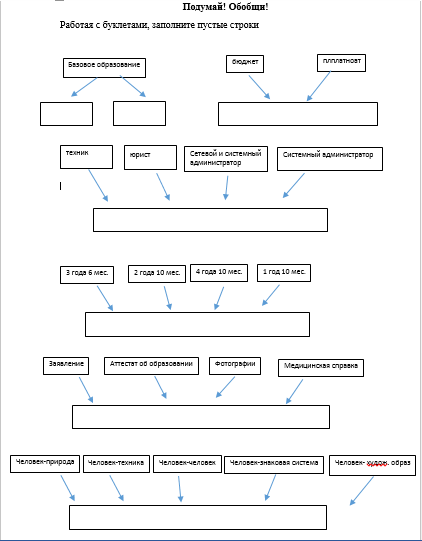 Подумай! Обобщи!
Работая с буклетами, заполните пустые строки
Базовое образование
бюджет
пплплатноат
техник
юрист
Сетевой и системный
администратор
Системный администратор
3 года 6 мес.
2 года 10 мес.
4 года 10 мес.
1 год 10 мес.
Заявление
Аттестат об образовании
Фотографии
Медицинская справка
Человек-природа
Человек-техника
Человек-человек
Человек-знаковая система
Человек- худож. образ